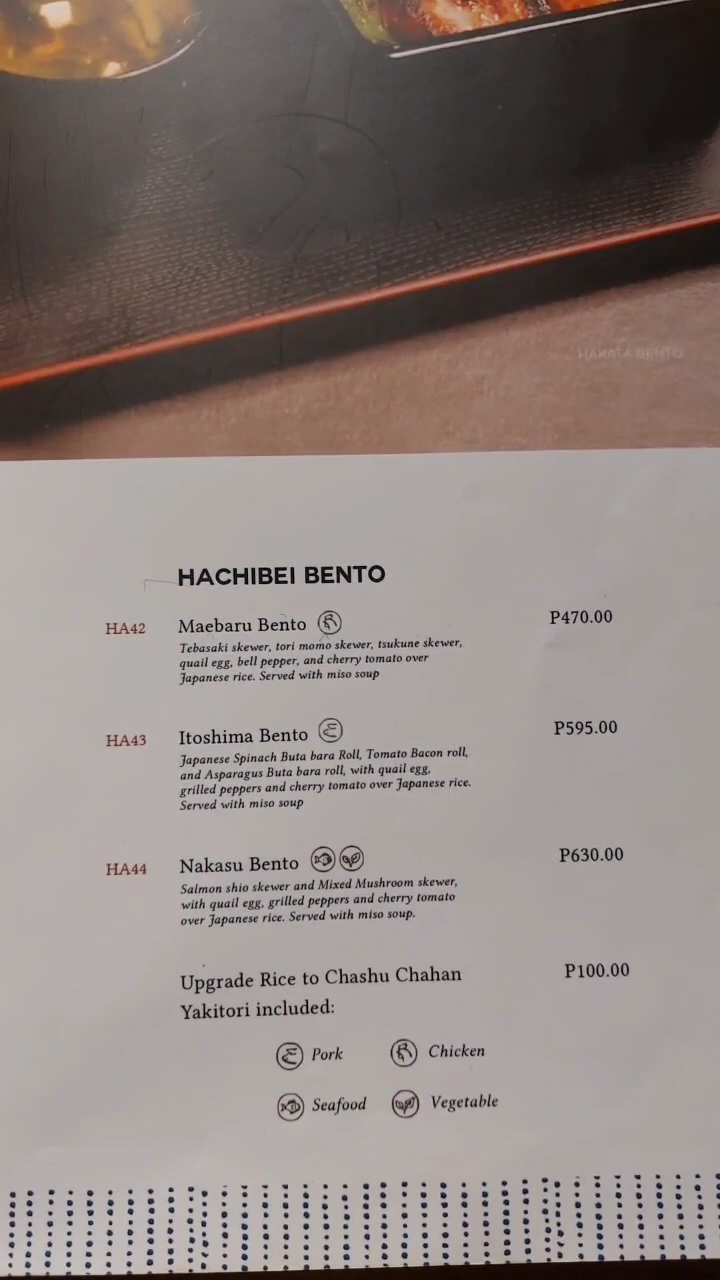 HAKATA BENTO
HACHIBEI BENTO
HA42 Maebaru Bento P470.00
Tebasaki skewer, tori momo skewer, tsukune skewer,
quail egg, bell pepper, and cherry tomato over
Japanese rice. Served with miso soup
HA43 Itoshima Bento P595.00
Japanese Spinach Buta bara Roll, Tomato Bacon roll,
and Asparagus Buta bara roll, with quail egg,
grilled peppers and cherry tomato over Japanese rice.
Served with miso soup
HA44 Nakasu Bento P630.00
Salmon shio skewer and Mixed Mushroom skewer,
with quail egg, grilled peppers and cherry tomato
over Japanese rice. Served with miso soup.
Upgrade Rice to Chashu Chahan P100.00
Yakitori included:
Pork Chicken
Seafood Vegetable